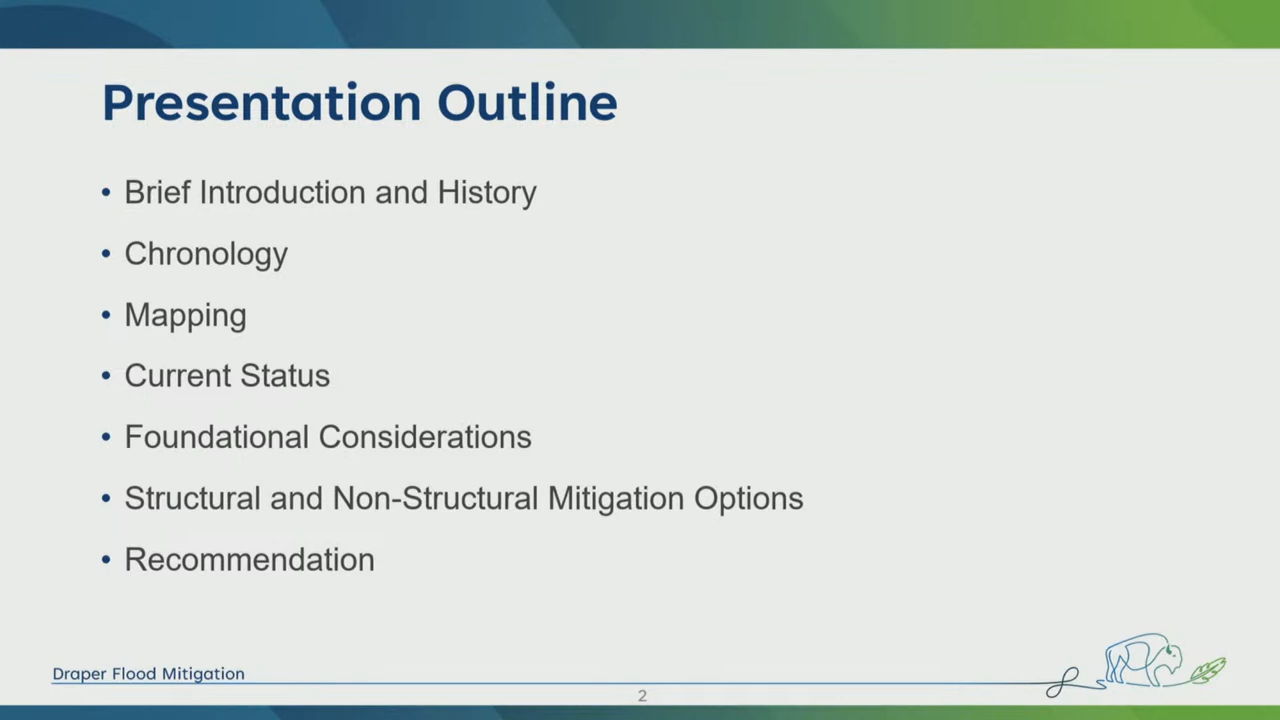 Presentation Outline
• Brief Introduction and History
• Chronology
• Mapping
• Current Status
• Foundational Considerations
• Structural and Non-Structural Mitigation Options
• Recommendation
Draper Flood Mitigation
2